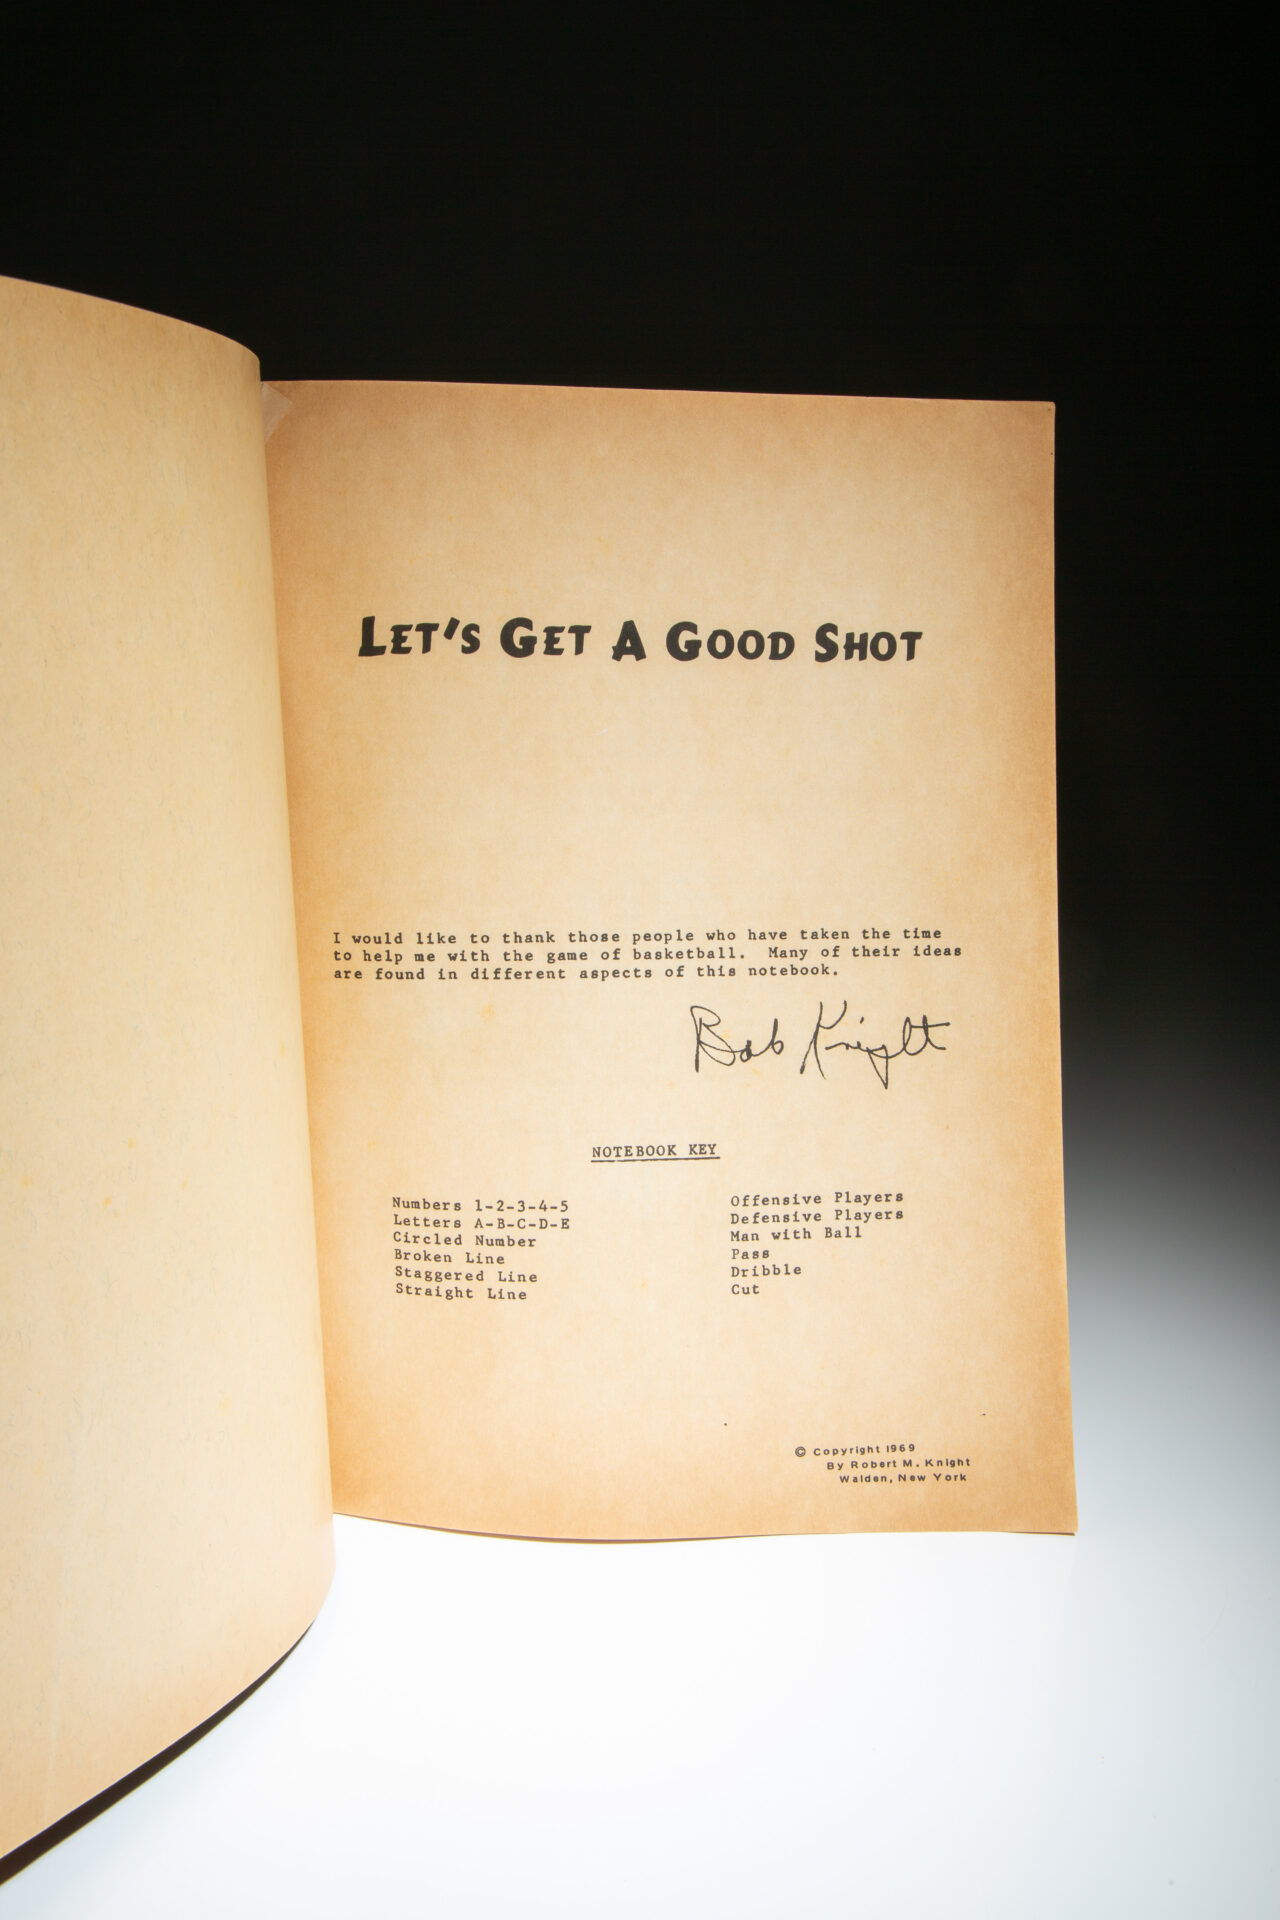 LET'S GET A GOOD SHOT
I would like to thank those people who have taken the time
to help me with the game of basketball. Many of their ideas
are found in different aspects of this notebook.
Bob Knight
NOTEBOOK KEY
Numbers 1-2-3-4-5 Offensive Players
Letters A-B-C-D-E Defensive Players
Circled Number Man with Ball
Broken Line Pass
Staggered Line Dribble
Straight Line Cut
© Copyright 1969
By Robert M. Knight
Walden, New York